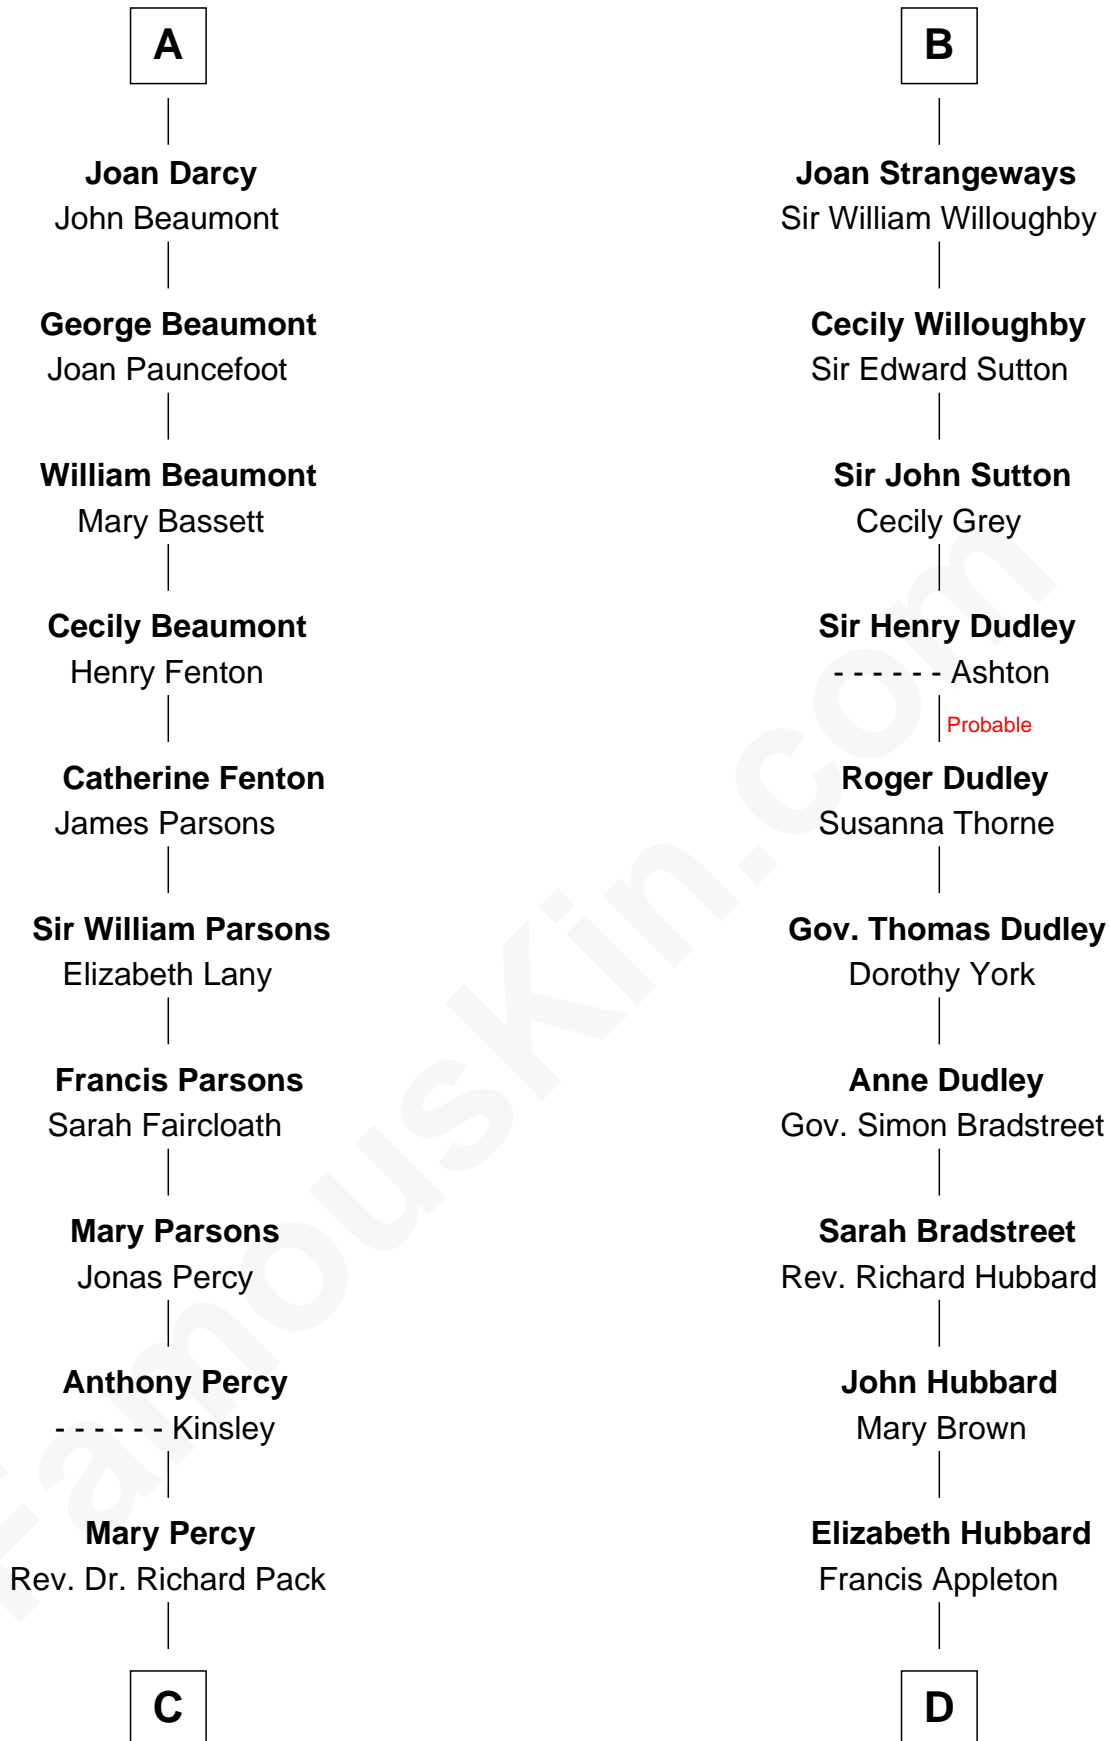 A
Joan Darcy
John Beaumont
George Beaumont
Joan Pauncefoot
William Beaumont
Mary Bassett
Cecily Beaumont
Henry Fenton
Catherine Fenton
James Parsons
Sir William Parsons
Elizabeth Lany
Francis Parsons
Sarah Faircloath
Mary Parsons
Jonas Percy
Anthony Percy
- - - - - - Kinsley
Mary Percy
Rev. Dr. Richard Pack
C
B
Joan Strangeways
Sir William Willoughby
Cecily Willoughby
Sir Edward Sutton
Sir John Sutton
Cecily Grey
Sir Henry Dudley
- - - - - - Ashton
Probable
Roger Dudley
Susanna Thorne
Gov. Thomas Dudley
Dorothy York
Anne Dudley
Gov. Simon Bradstreet
Sarah Bradstreet
Rev. Richard Hubbard
John Hubbard
Mary Brown
Elizabeth Hubbard
Francis Appleton
D
FamousKin.com